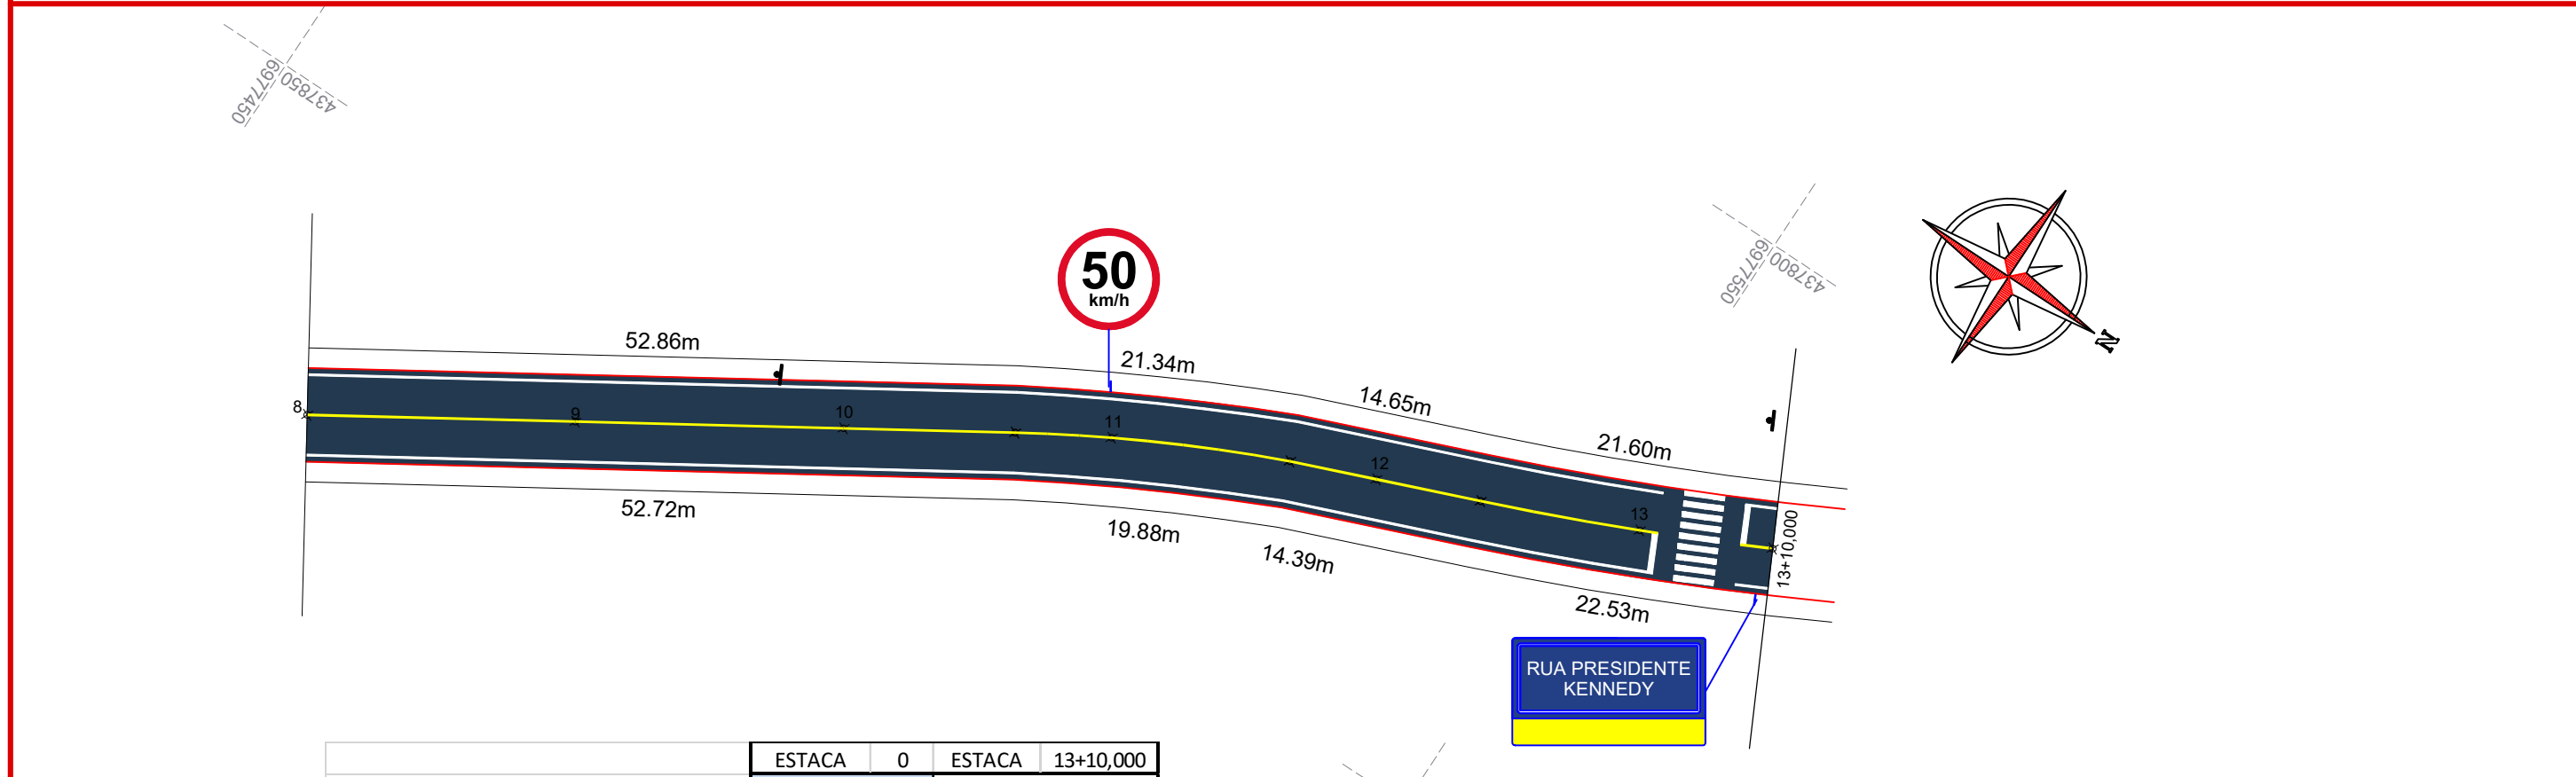 6977450
437850
50
km/h
6977550
437800
N
52.86m
21.34m
14.65m
21.60m
8
9
10
11
12
13
13+10,000
52.72m
19.88m
14.39m
22.53m
RUA PRESIDENTE
KENNEDY
ESTACA 0 ESTACA 13+10,000